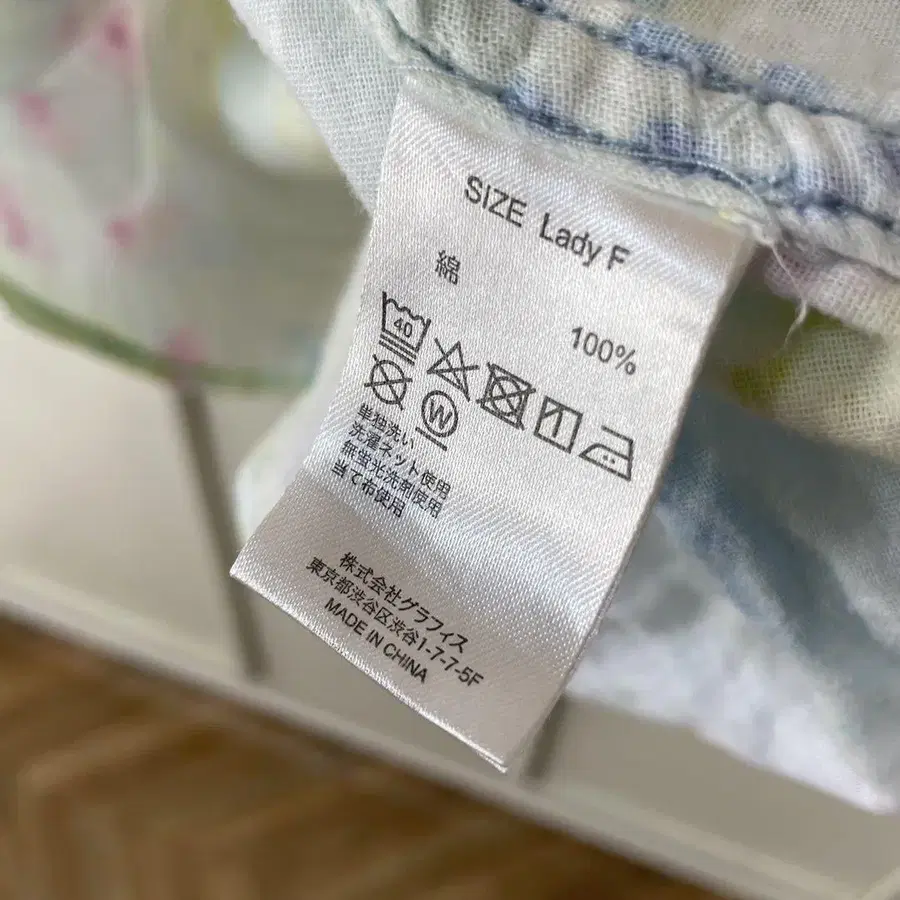 SIZE Lady F
綿
100%
40
W
単独洗い
洗濯ネット使用
無蛍光洗剤使用
当て布使用
株式会社グラフィス
東京都渋谷区渋谷1-7-7-5F
MADE IN CHINA